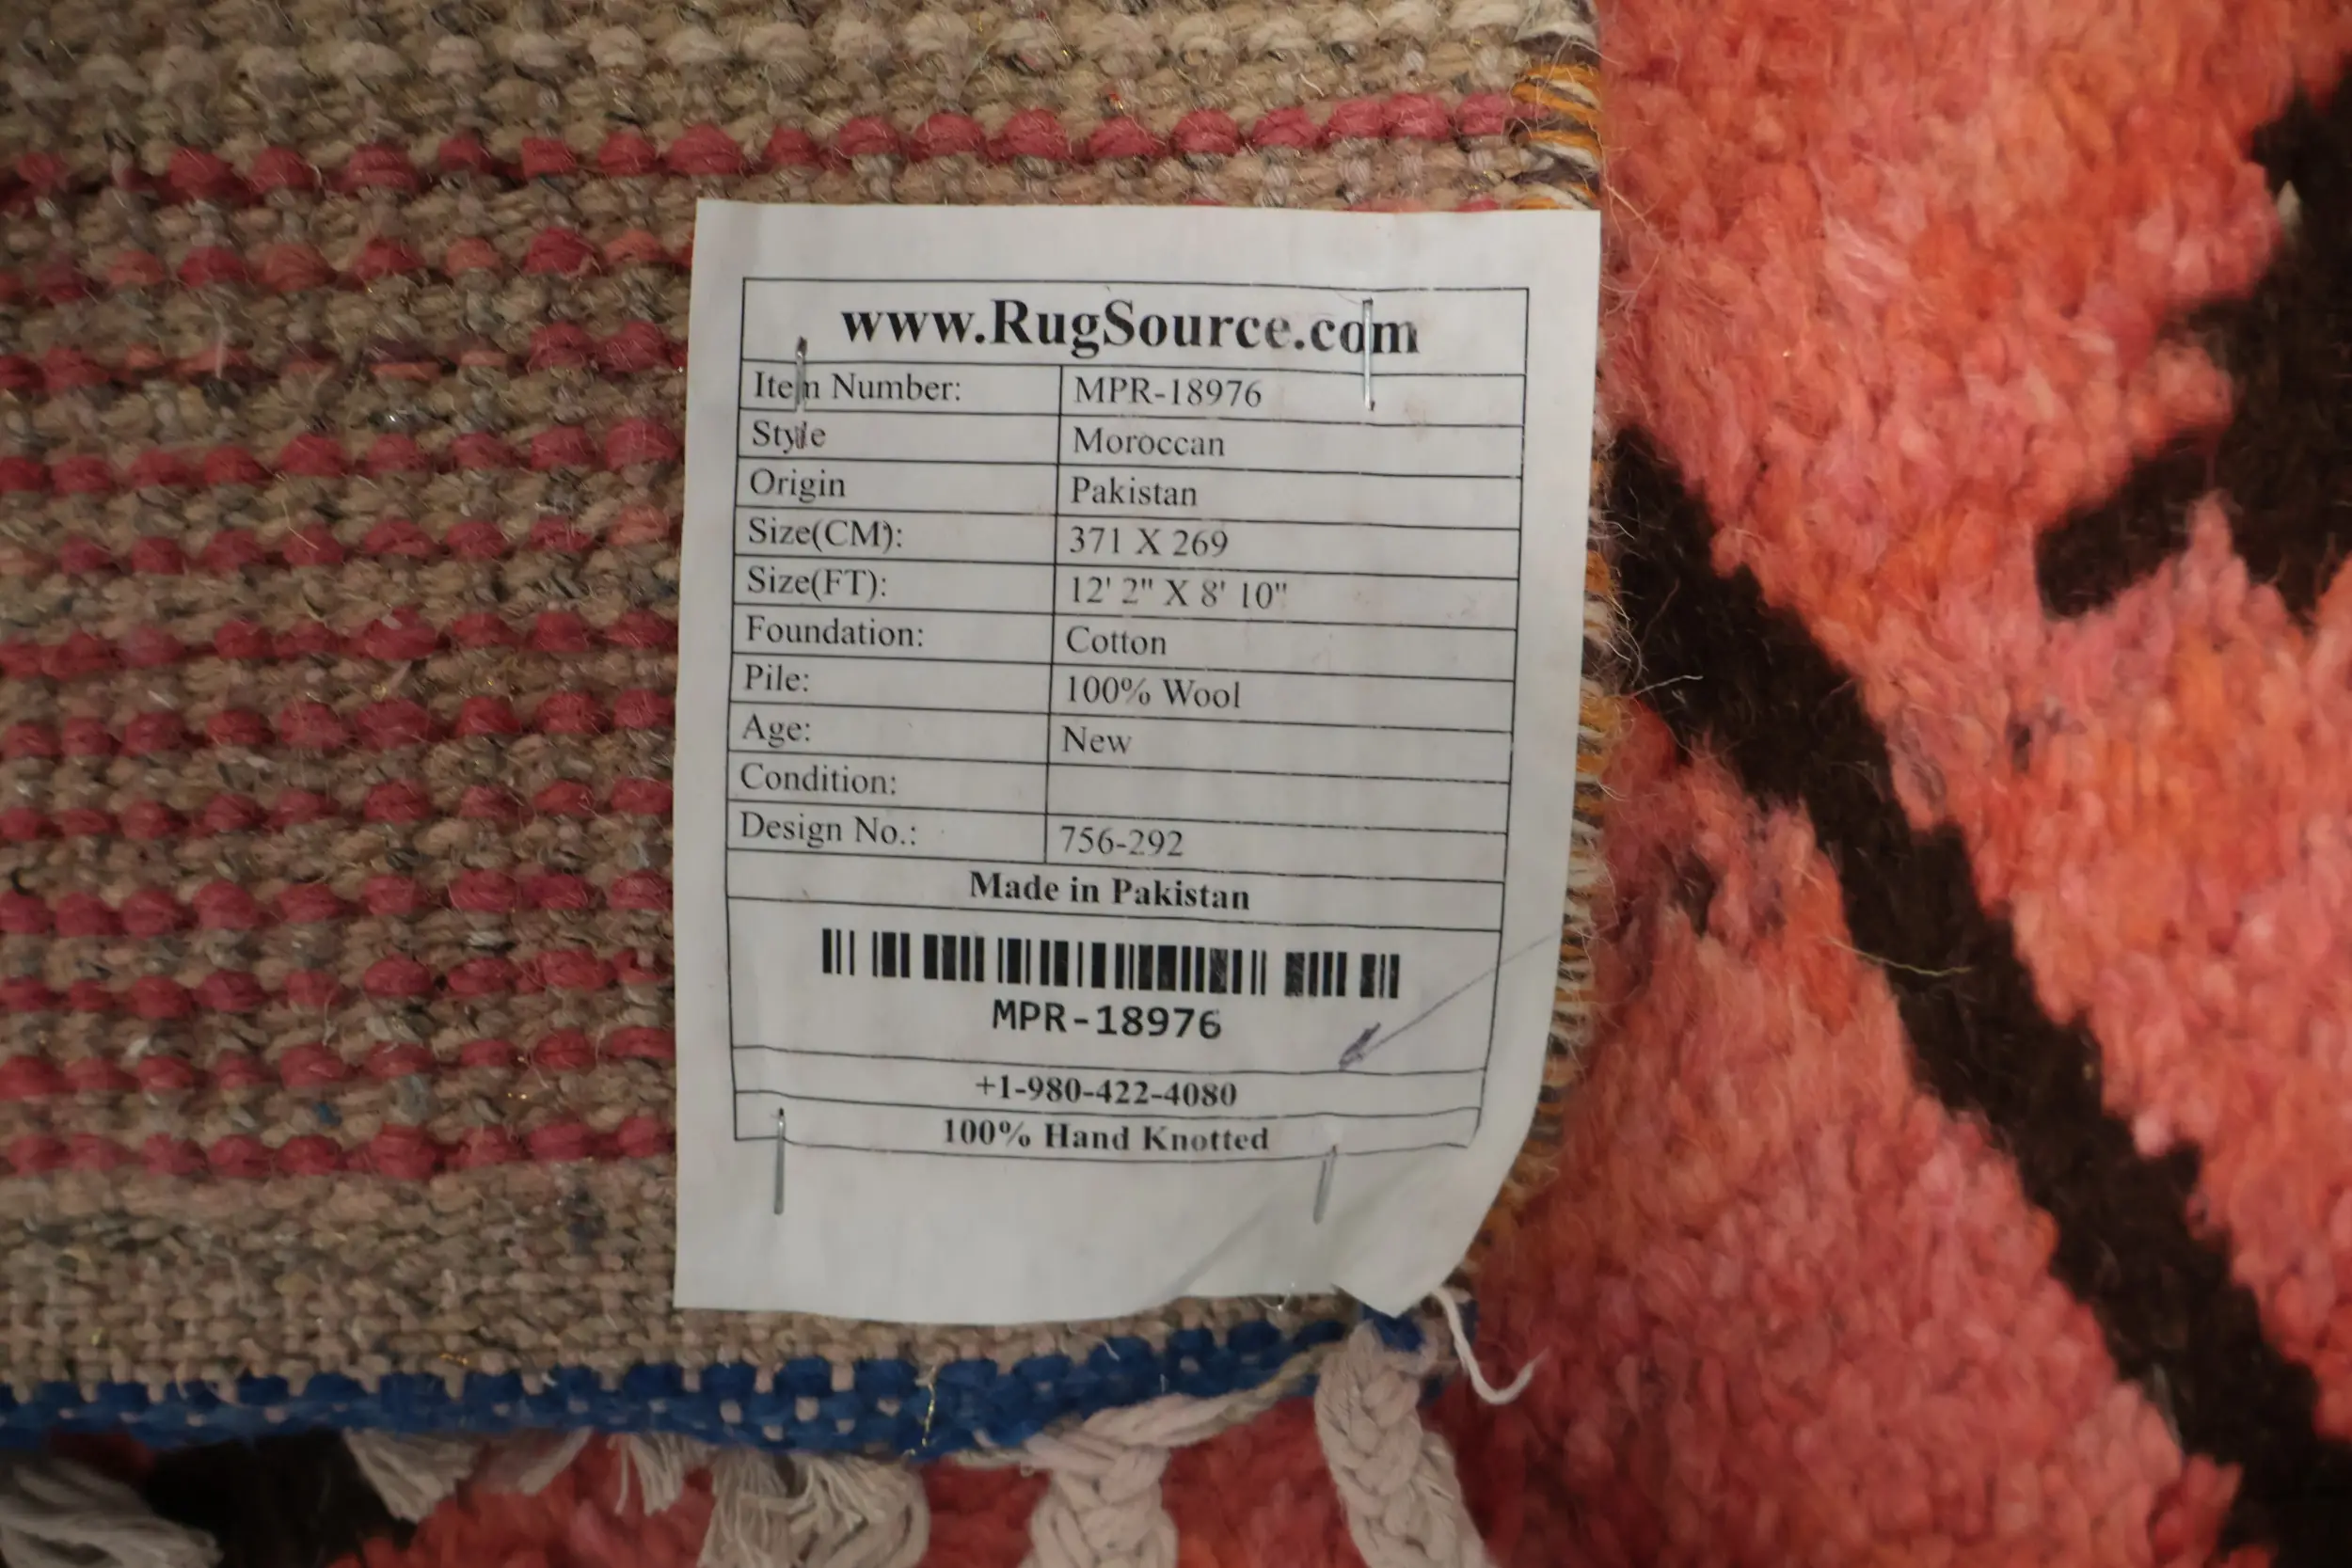 www.RugSource.com
Item Number: MPR-18976
Style Moroccan
Origin Pakistan
Size(CM): 371 X 269
Size(FT): 12' 2" X 8' 10"
Foundation: Cotton
Pile: 100% Wool
Age: New
Condition:
Design No.: 756-292
Made in Pakistan
MPR-18976
+1-980-422-4080
100% Hand Knotted